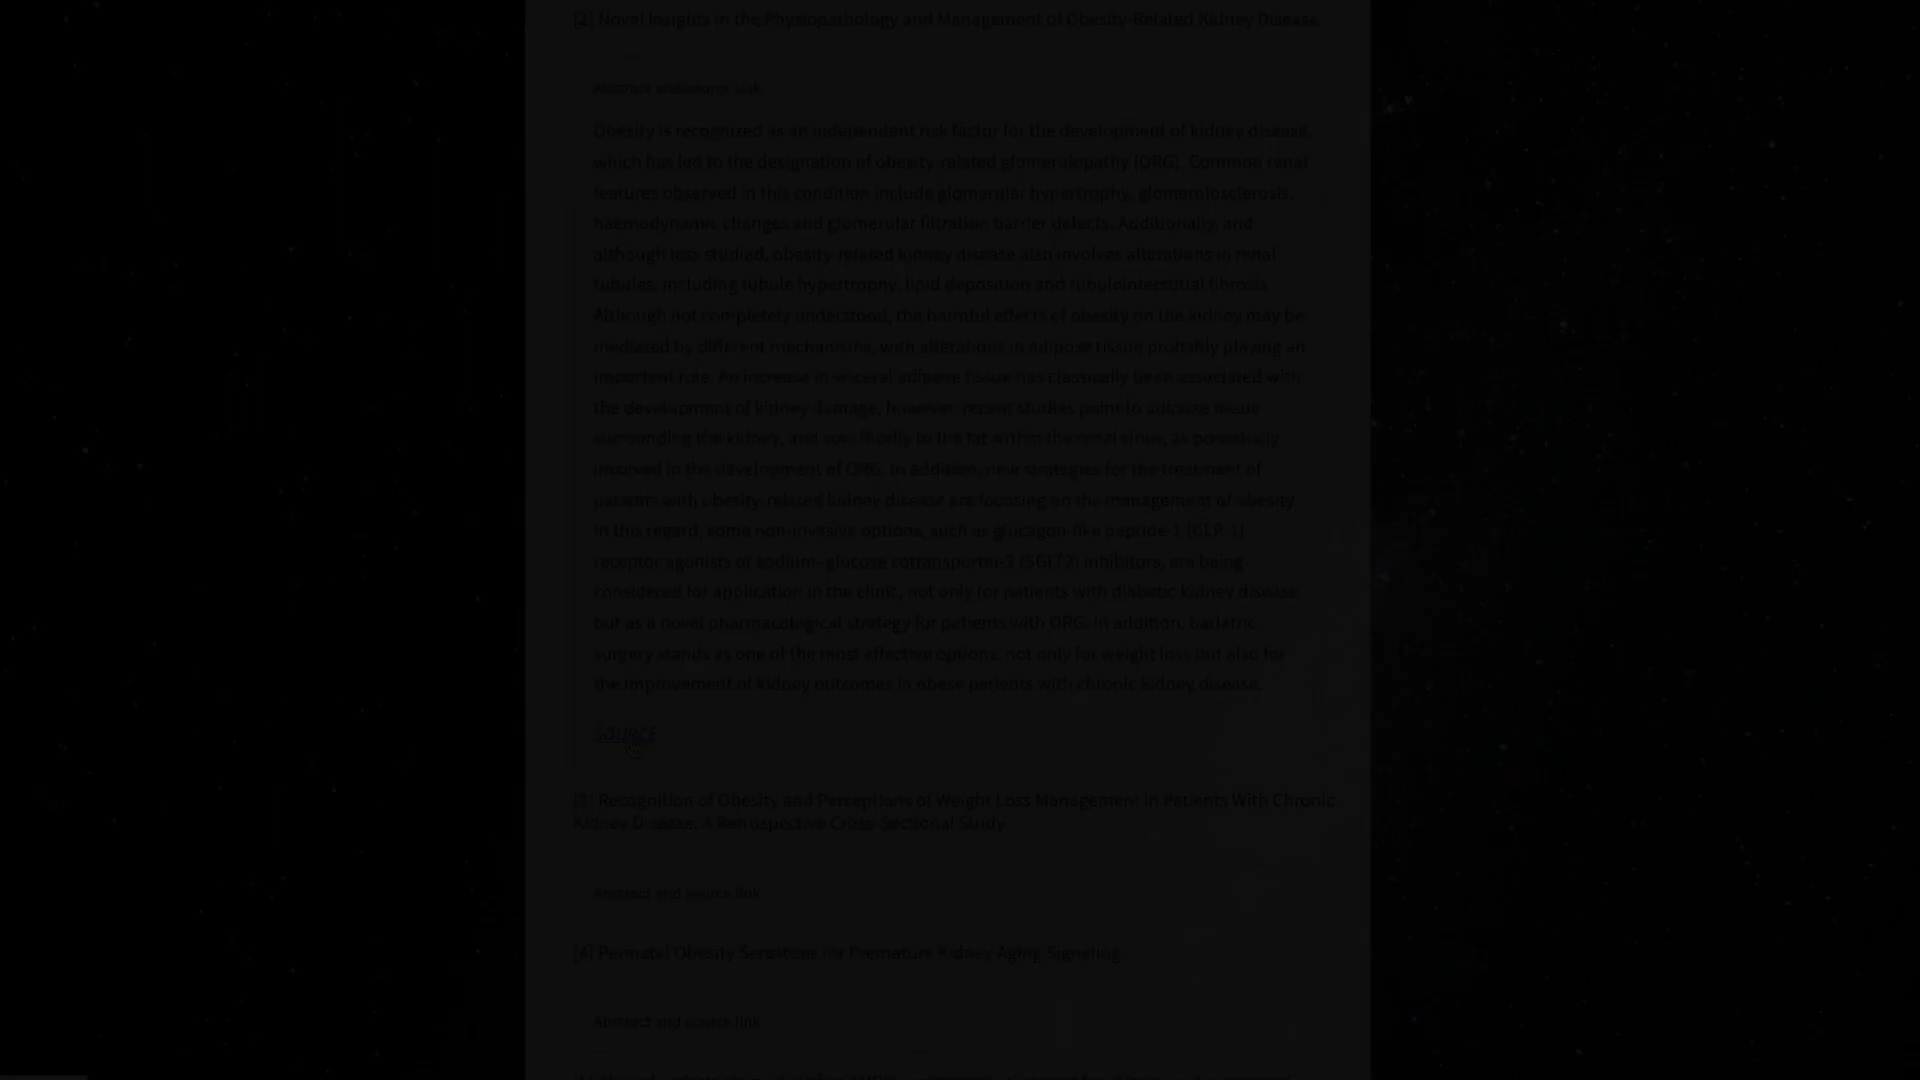 [2] Novel Insights in the Physiopathology and Management of Obesity-Related Kidney Disease
Abstract and source link
Obesity is recognized as an independent risk factor for the development of kidney disease,
which has led to the designation of obesity-related glomerulopathy (ORG). Common renal
features observed in this condition include glomerular hypertrophy, glomerulosclerosis,
haemodynamic changes and glomerular filtration barrier defects. Additionally, and
although less studied, obesity-related kidney disease also involves alterations in renal
tubules, including tubule hypertrophy, lipid deposition and tubulointerstitial fibrosis.
Although not completely understood, the harmful effects of obesity on the kidney may be
mediated by different mechanisms, with alterations in adipose tissue probably playing an
important role. An increase in visceral adipose tissue has classically been associated with
the development of kidney damage, however recent studies point to adipose tissue
surrounding the kidney, and specifically to the fat within the renal sinus, as potentially
involved in the development of ORG. In addition, new strategies for the treatment of
patients with obesity-related kidney disease are focusing on the management of obesity.
In this regard, some non-invasive options, such as glucagon-like peptide-1 (GLP-1)
receptor agonists or sodium–glucose cotransporter-2 (SGLT2) inhibitors, are being
considered for application in the clinic, not only for patients with diabetic kidney disease
but as a novel pharmacological strategy for patients with ORG. In addition, bariatric
surgery stands as one of the most effective options, not only for weight loss but also for
the improvement of kidney outcomes in obese patients with chronic kidney disease.
SOURCE
[3] Recognition of Obesity and Perceptions of Weight Loss Management in Patients With Chronic
Kidney Disease: A Retrospective Cross-Sectional Study
Abstract and source link
[4] Perinatal Obesity Sensitizes for Premature Kidney Aging Signaling
Abstract and source link